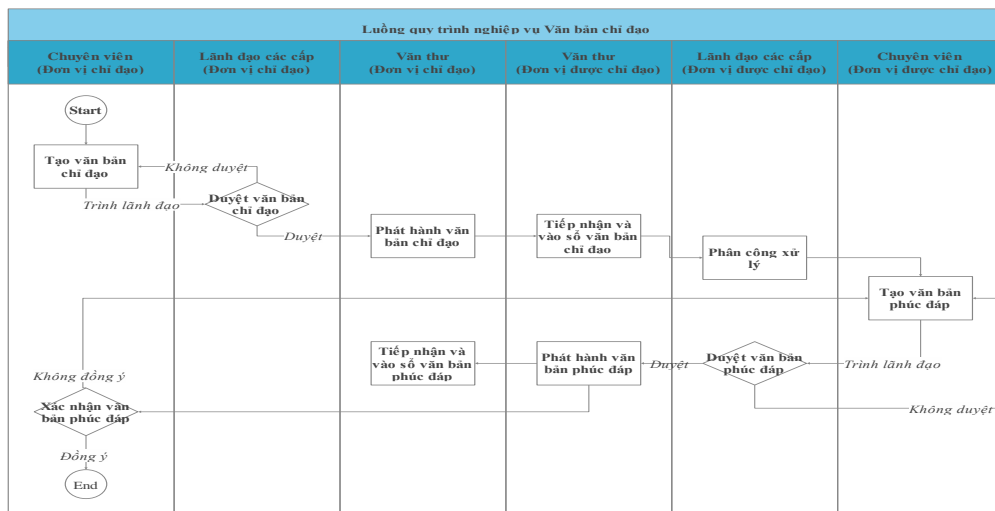 Luồng quy trình nghiệp vụ Văn bản chỉ đạo
Chuyên viên
(Đơn vị chỉ đạo)
Lãnh đạo các cấp
(Đơn vị chỉ đạo)
Văn thư
(Đơn vị chỉ đạo)
Văn thư
(Đơn vị được chỉ đạo)
Lãnh đạo các cấp
(Đơn vị được chỉ đạo)
Chuyên viên
(Đơn vị được chỉ đạo)
Start
Tạo văn bản
chỉ đạo
Không duyệt
Trình lãnh đạo
Duyệt văn bản
chỉ đạo
Duyệt
Phát hành văn
bản chỉ đạo
Tiếp nhận và
vào sổ văn bản
chỉ đạo
Phân công xử
lý
Tạo văn bản
phúc đáp
Trình lãnh đạo
Duyệt văn bản
phúc đáp
Không duyệt
Duyệt
Phát hành văn
bản phúc đáp
Tiếp nhận và
vào sổ văn bản
phúc đáp
Không đồng ý
Xác nhận văn
bản phúc đáp
Đồng ý
End